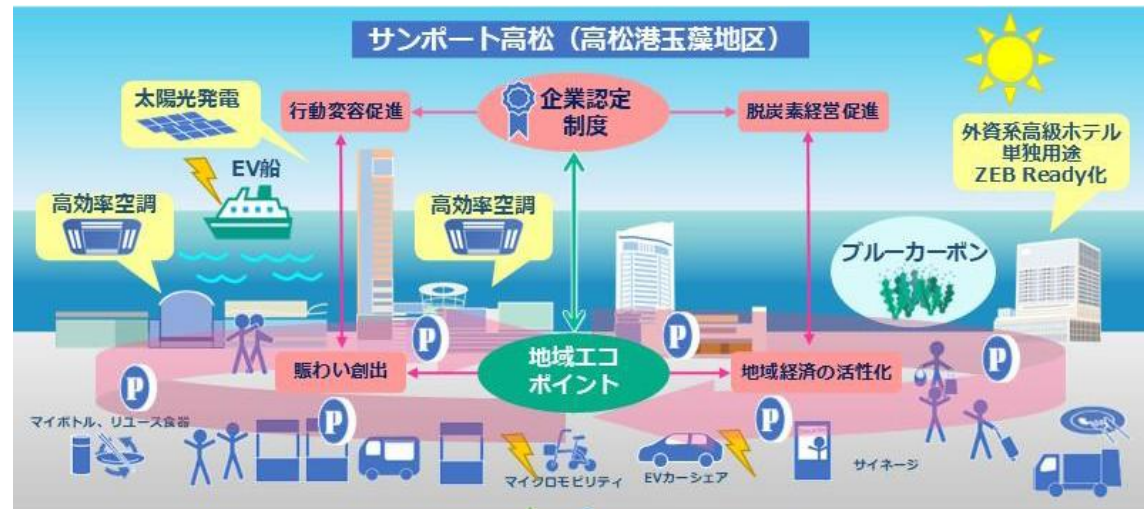 サンポート高松（高松港玉藻地区）
太陽光発電
行動変容促進
企業認定
制度
脱炭素経営促進
外資系高級ホテル
単独用途
ZEB Ready化
EV船
高効率空調
高効率空調
ブルーカーボン
P
P
P
賑わい創出
地域エコ
ポイント
地域経済の活性化
P
P
P
マイボトル、リユース食器
マイクロモビリティ
EVカーシェア
サイネージ